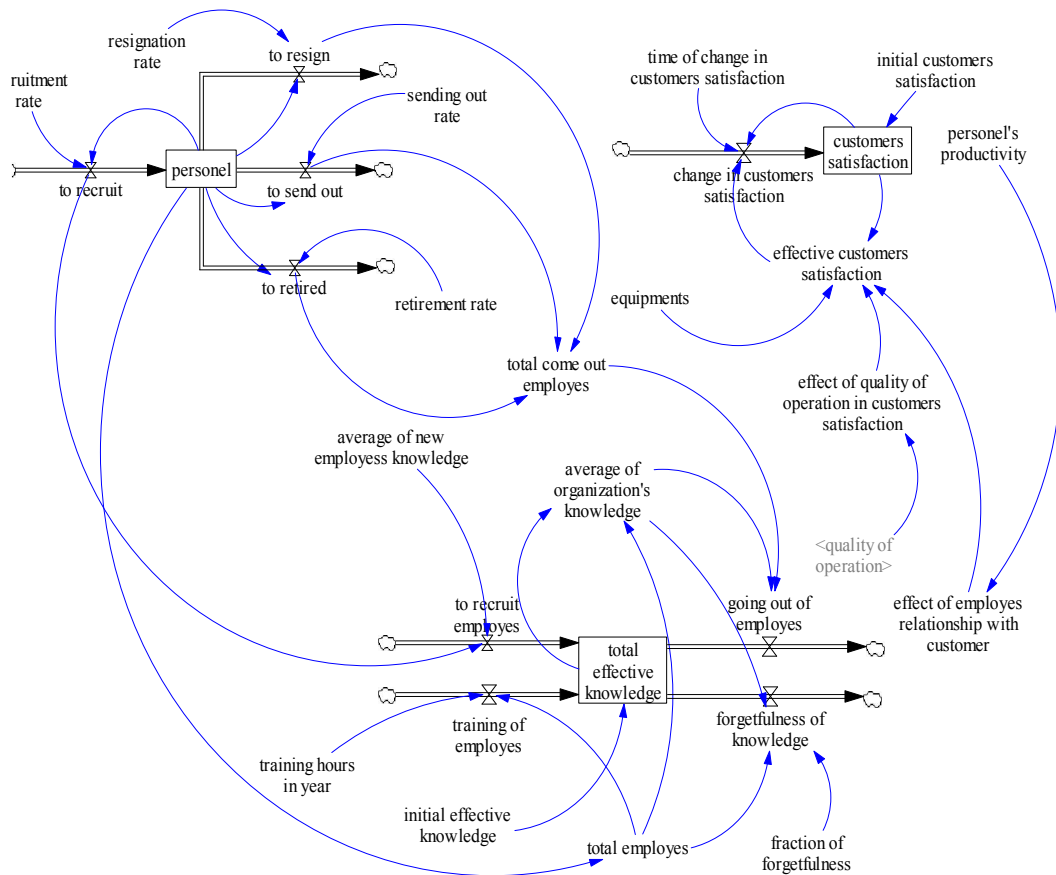 resignation
rate
to resign
ruitment
rate
sending out
rate
personel
to recruit
to send out
to retired
retirement rate
time of change in
customers satisfaction
initial customers
satisfaction
customers
satisfaction
personel's
productivity
change in customers
satisfaction
effective customers
satisfaction
equipments
total come out
employes
effect of quality of
operation in customers
satisfaction
average of new
employess knowledge
average of
organization's
knowledge
<quality of
operation>
to recruit
employes
going out of
employes
effect of employes
relationship with
customer
total
effective
knowledge
training of
employes
forgetfulness of
knowledge
training hours
in year
initial effective
knowledge
total employes
fraction of
forgetfulness